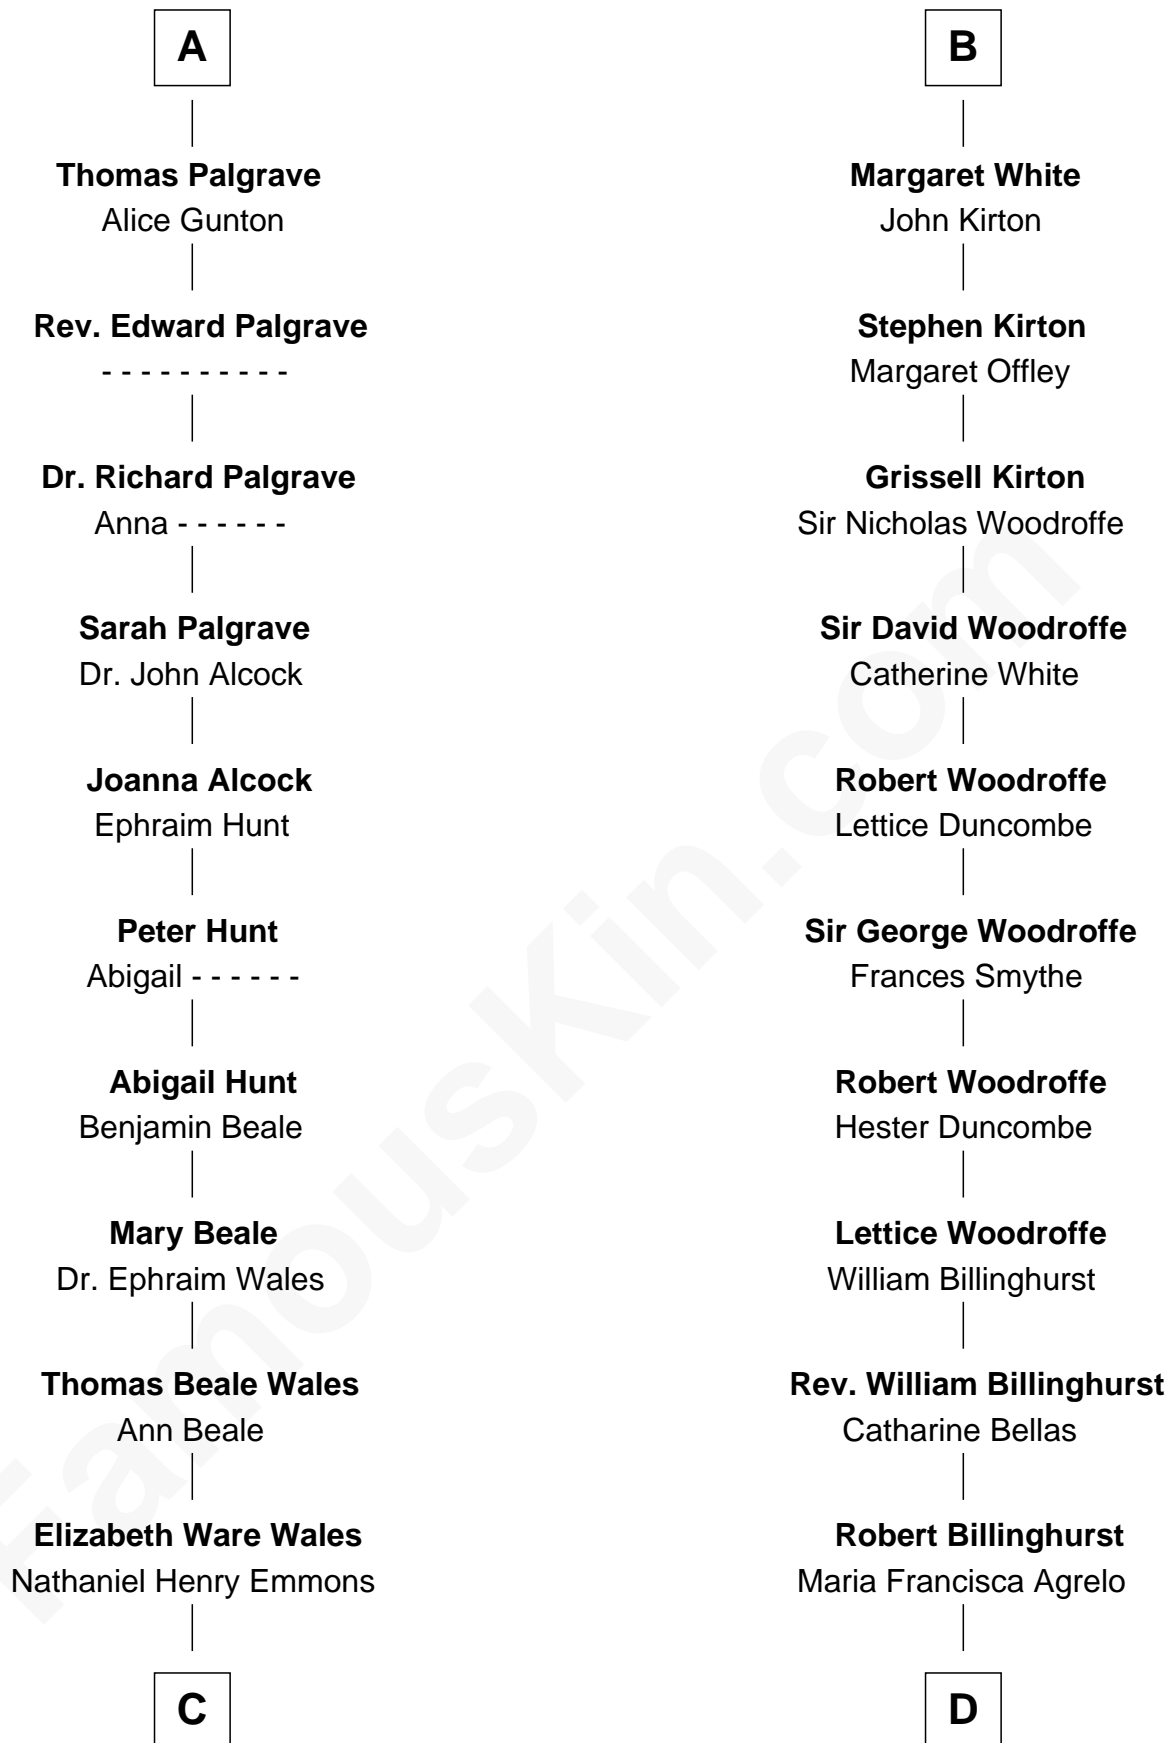 A
Thomas Palgrave
Alice Gunton
Rev. Edward Palgrave
- - - - - - - - - -
Dr. Richard Palgrave
Anna - - - - - -
Sarah Palgrave
Dr. John Alcock
Joanna Alcock
Ephraim Hunt
Peter Hunt
Abigail - - - - - -
Abigail Hunt
Benjamin Beale
Mary Beale
Dr. Ephraim Wales
Thomas Beale Wales
Ann Beale
Elizabeth Ware Wales
Nathaniel Henry Emmons
C
B
Margaret White
John Kirton
Stephen Kirton
Margaret Offley
Grissell Kirton
Sir Nicholas Woodroffe
Sir David Woodroffe
Catherine White
Robert Woodroffe
Lettice Duncombe
Sir George Woodroffe
Frances Smythe
Robert Woodroffe
Hester Duncombe
Lettice Woodroffe
William Billinghurst
Rev. William Billinghurst
Catharine Bellas
Robert Billinghurst
Maria Francisca Agrelo
D
FamousKin.com